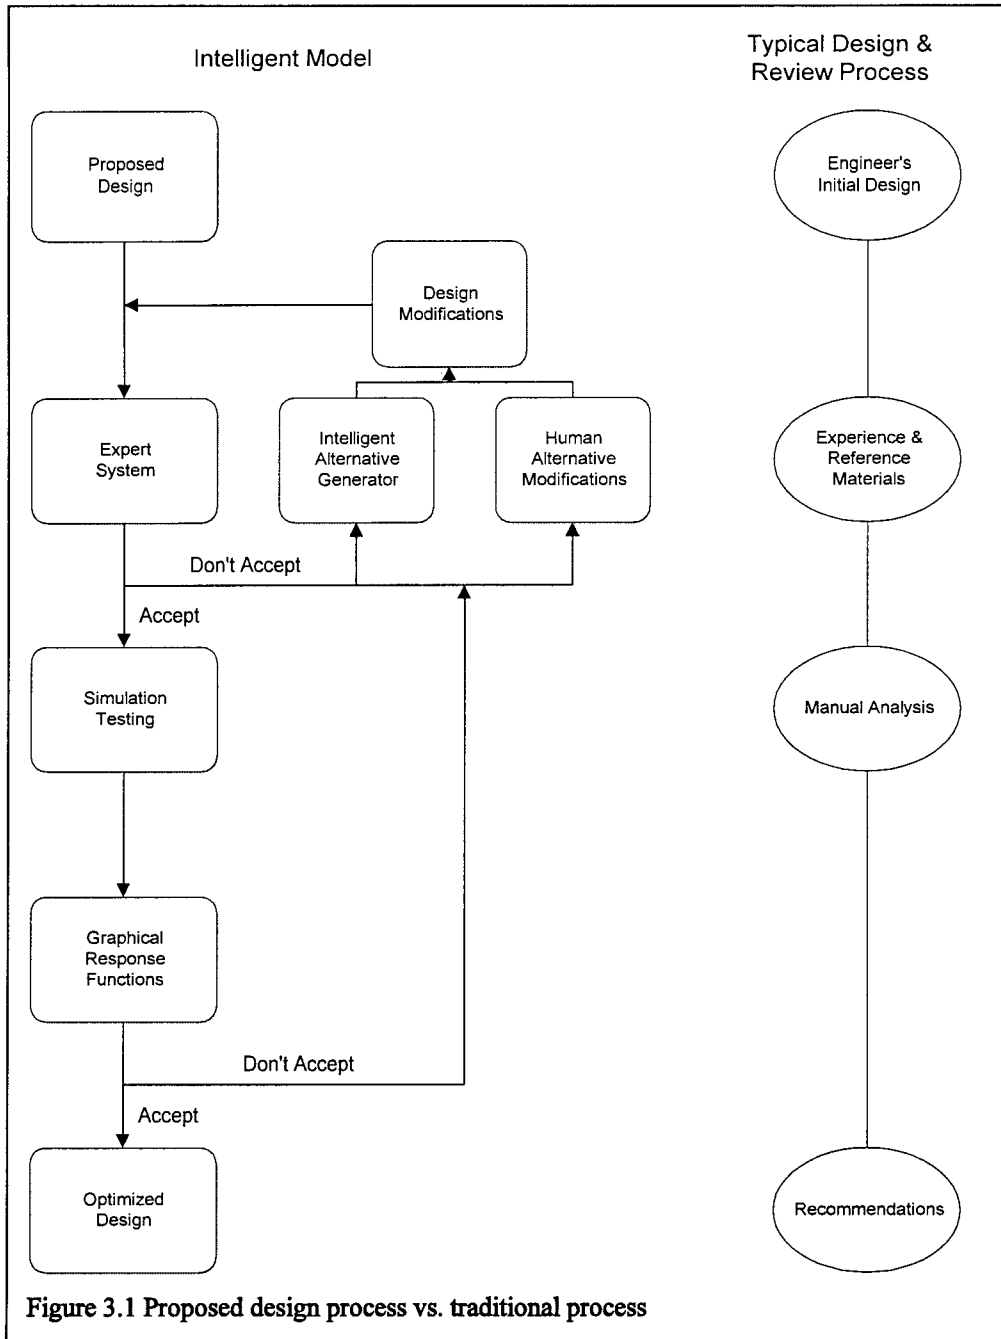 Intelligent Model
Typical Design &
Review Process
Proposed
Design
Engineer's
Initial Design
Design
Modifications
Expert
System
Intelligent
Alternative
Generator
Human
Alternative
Modifications
Experience &
Reference
Materials
Don't Accept
Accept
Simulation
Testing
Manual Analysis
Graphical
Response
Functions
Don't Accept
Accept
Optimized
Design
Recommendations
Figure 3.1 Proposed design process vs. traditional process